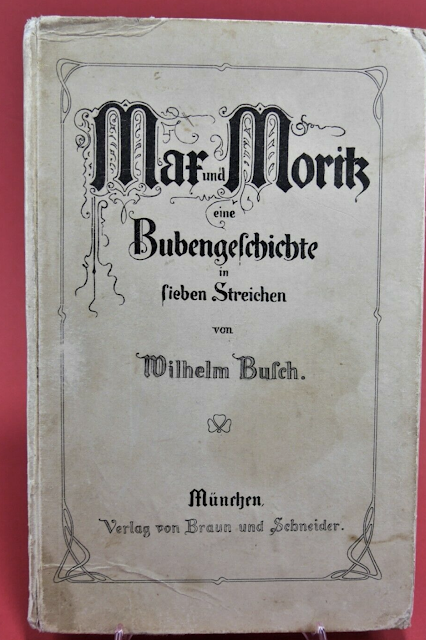 Max und Moritz
eine
Bubengeſchichte
in
ſieben Streichen
von
Wilhelm Buſch.
München,
Verlag von Braun und Schneider.